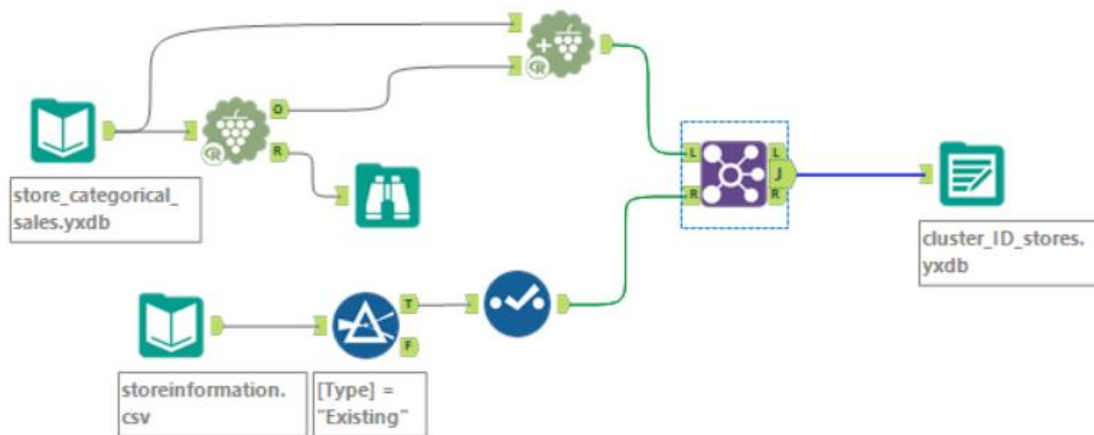 O
R
store_categorical_
sales.yxdb
L
L
J
R
R
cluster_ID_stores.
yxdb
T
F
storeinformation.
csv
[Type] =
"Existing"